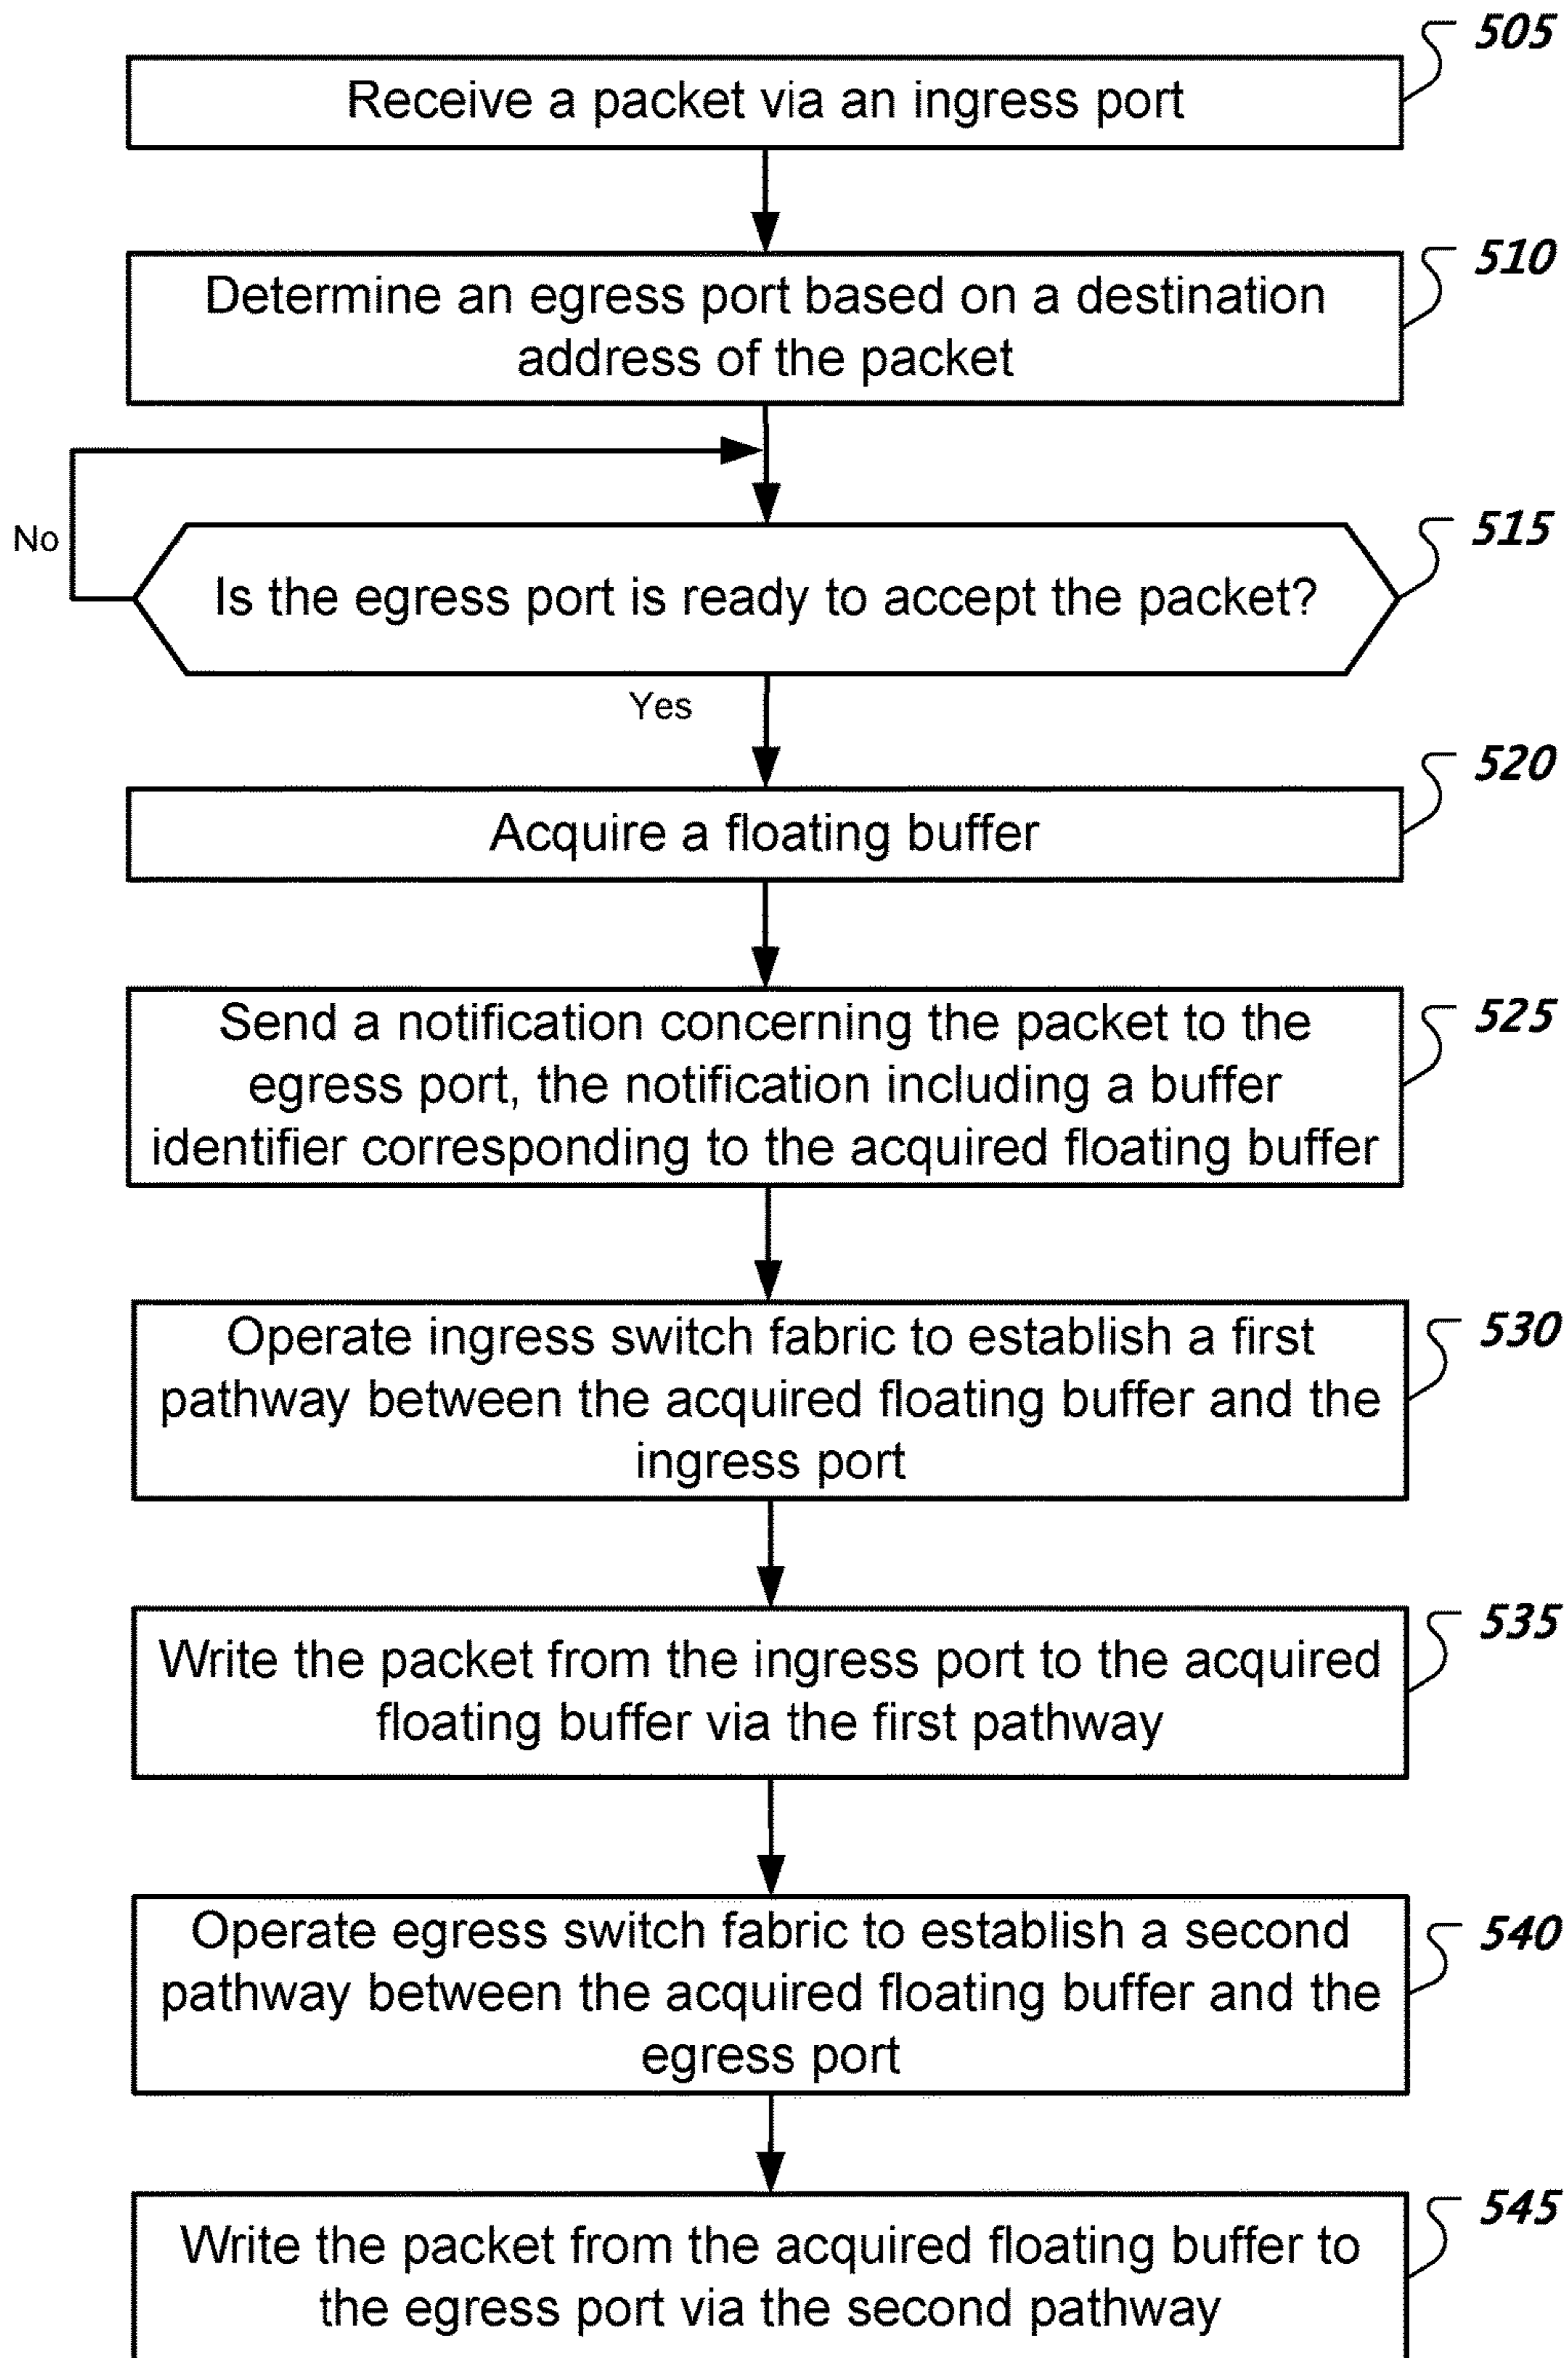 505
Receive a packet via an ingress port
510
Determine an egress port based on a destination
address of the packet
No
515
Is the egress port is ready to accept the packet?
Yes
520
Acquire a floating buffer
525
Send a notification concerning the packet to the
egress port, the notification including a buffer
identifier corresponding to the acquired floating buffer
530
Operate ingress switch fabric to establish a first
pathway between the acquired floating buffer and the
ingress port
535
Write the packet from the ingress port to the acquired
floating buffer via the first pathway
540
Operate egress switch fabric to establish a second
pathway between the acquired floating buffer and the
egress port
545
Write the packet from the acquired floating buffer to
the egress port via the second pathway